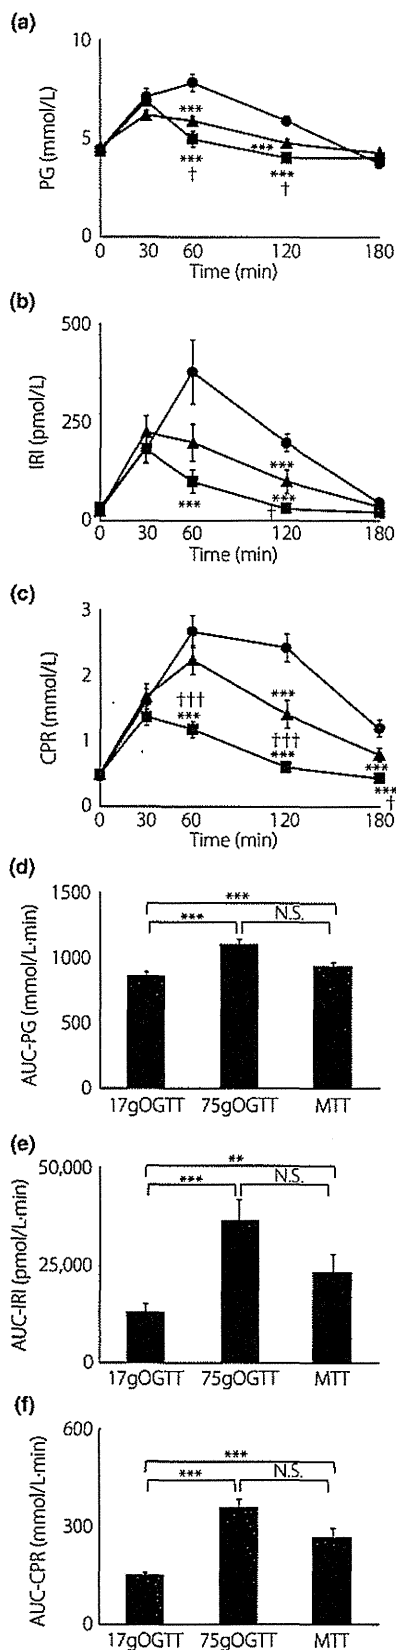 (a)
10
5
0
PG (mmol/L)
***
***
***
†
***
†
0 30 60 120 180
Time (min)
(b)
500
250
0
IRI (pmol/L)
***
***
***
†
0 30 60 120 180
Time (min)
(c)
3
2
1
0
CPR (mmol/L)
†††
***
***
†††
***
***
***
†
0 30 60 120 180
Time (min)
(d)
1500
1000
500
0
AUC-PG (mmol/L·min)
***
*** N.S.
17gOGTT 75gOGTT MTT
(e)
50,000
25,000
0
AUC-IRI (pmol/L·min)
**
*** N.S.
17gOGTT 75gOGTT MTT
(f)
600
300
0
AUC-CPR (mmol/L·min)
***
*** N.S.
17gOGTT 75gOGTT MTT